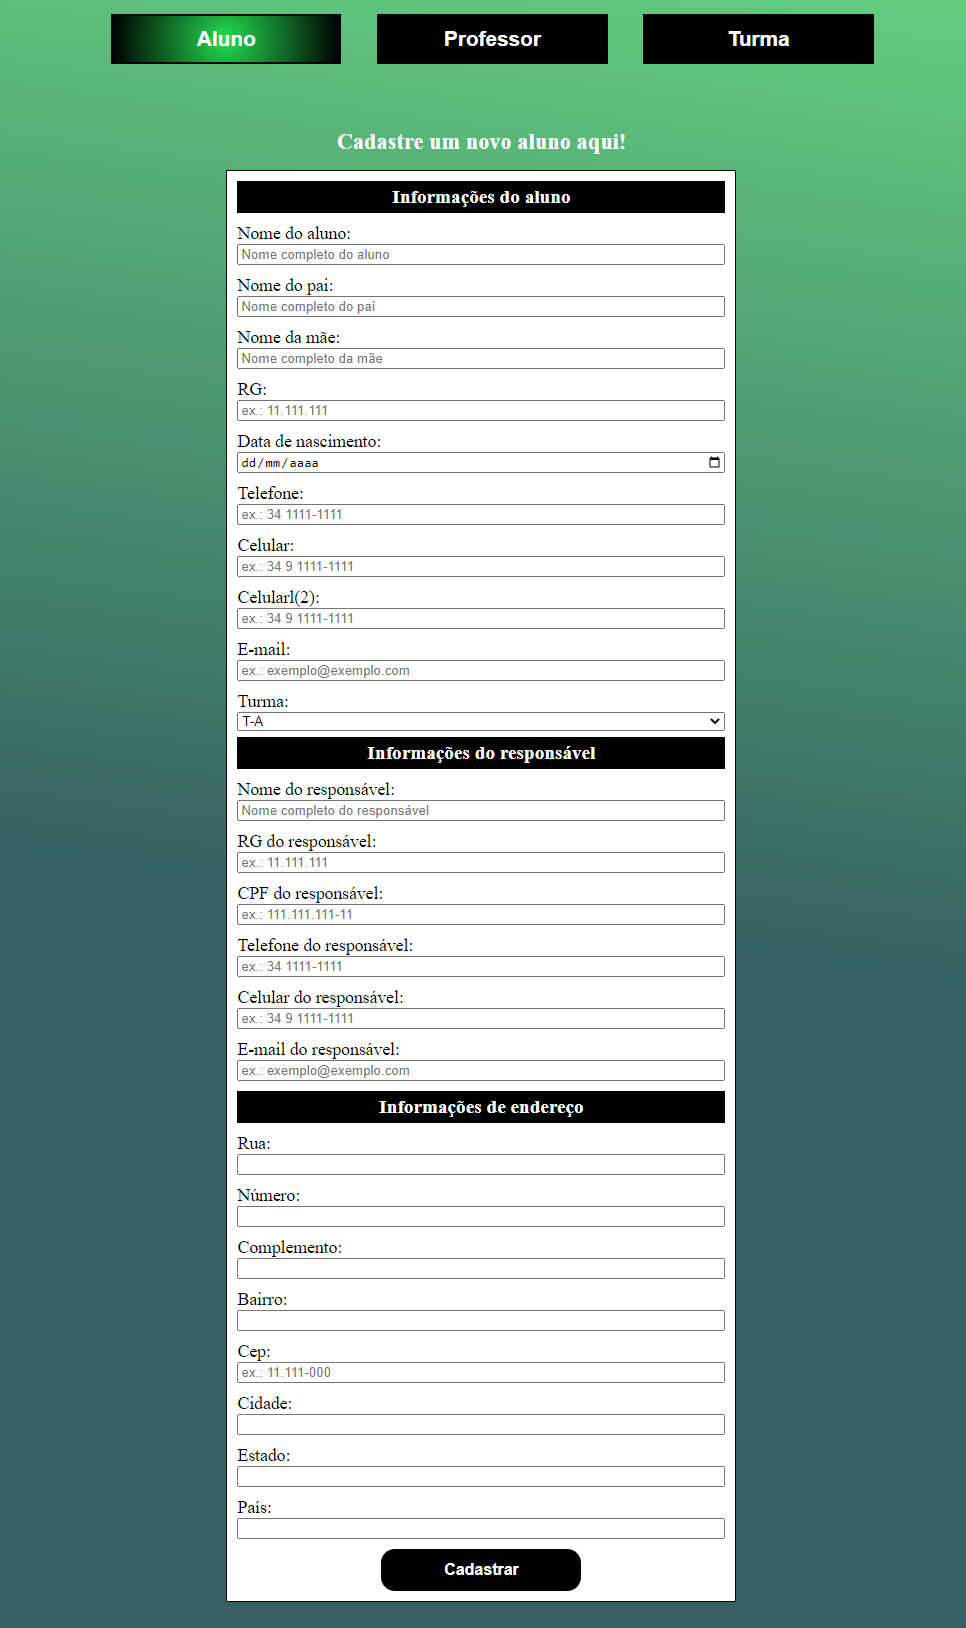 Aluno Professor Turma
Cadastre um novo aluno aqui!
Informações do aluno
Nome do aluno:
Nome completo do aluno
Nome do pai:
Nome completo do pai
Nome da mãe:
Nome completo da mãe
RG:
ex.: 11.111.111
Data de nascimento:
dd/mm/aaaa
Telefone:
ex.: 34 1111-1111
Celular:
ex.: 34 9 1111-1111
Celularl(2):
ex.: 34 9 1111-1111
E-mail:
ex.: exemplo@exemplo.com
Turma:
T-A
Informações do responsável
Nome do responsável:
Nome completo do responsável
RG do responsável:
ex.: 11.111.111
CPF do responsável:
ex.: 111.111.111-11
Telefone do responsável:
ex.: 34 1111-1111
Celular do responsável:
ex.: 34 9 1111-1111
E-mail do responsável:
ex.: exemplo@exemplo.com
Informações de endereço
Rua:
Número:
Complemento:
Bairro:
Cep:
ex.: 11.111-000
Cidade:
Estado:
País:
Cadastrar